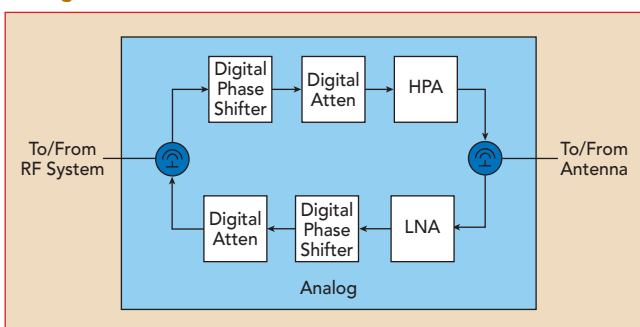 Digital
Phase
Shifter
Digital
Atten
HPA
To/From
RF System
To/From
Antenna
Digital
Atten
Digital
Phase
Shifter
LNA
Analog